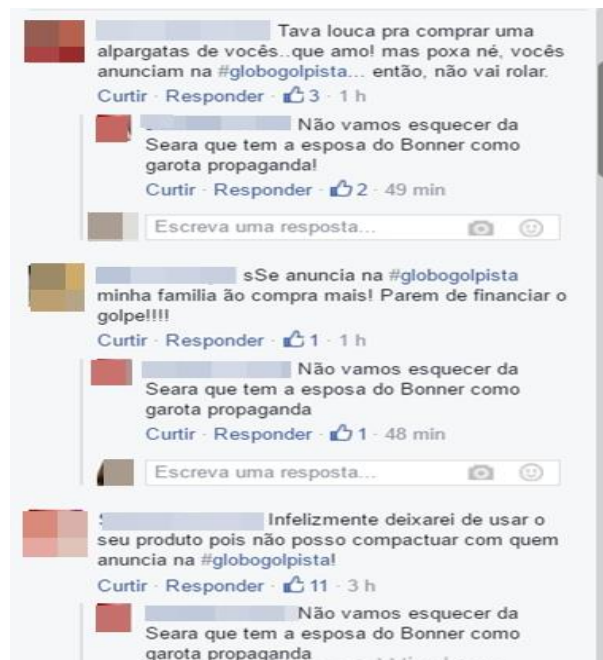 Tava louca pra comprar uma
alpargatas de vocês..que amo! mas poxa né, vocês
anunciam na #globogolpista... então, não vai rolar.
Curtir · Responder · 3 · 1 h
Não vamos esquecer da
Seara que tem a esposa do Bonner como
garota propaganda!
Curtir · Responder · 2 · 49 min
Escreva uma resposta...
sSe anuncia na #globogolpista
minha familia ão compra mais! Parem de financiar o
golpe!!!!
Curtir · Responder · 1 · 1 h
Não vamos esquecer da
Seara que tem a esposa do Bonner como
garota propaganda
Curtir · Responder · 1 · 48 min
Escreva uma resposta...
Infelizmente deixarei de usar o
seu produto pois não posso compactuar com quem
anuncia na #globogolpista!
Curtir · Responder · 11 · 3 h
Não vamos esquecer da
Seara que tem a esposa do Bonner como
garota propaganda